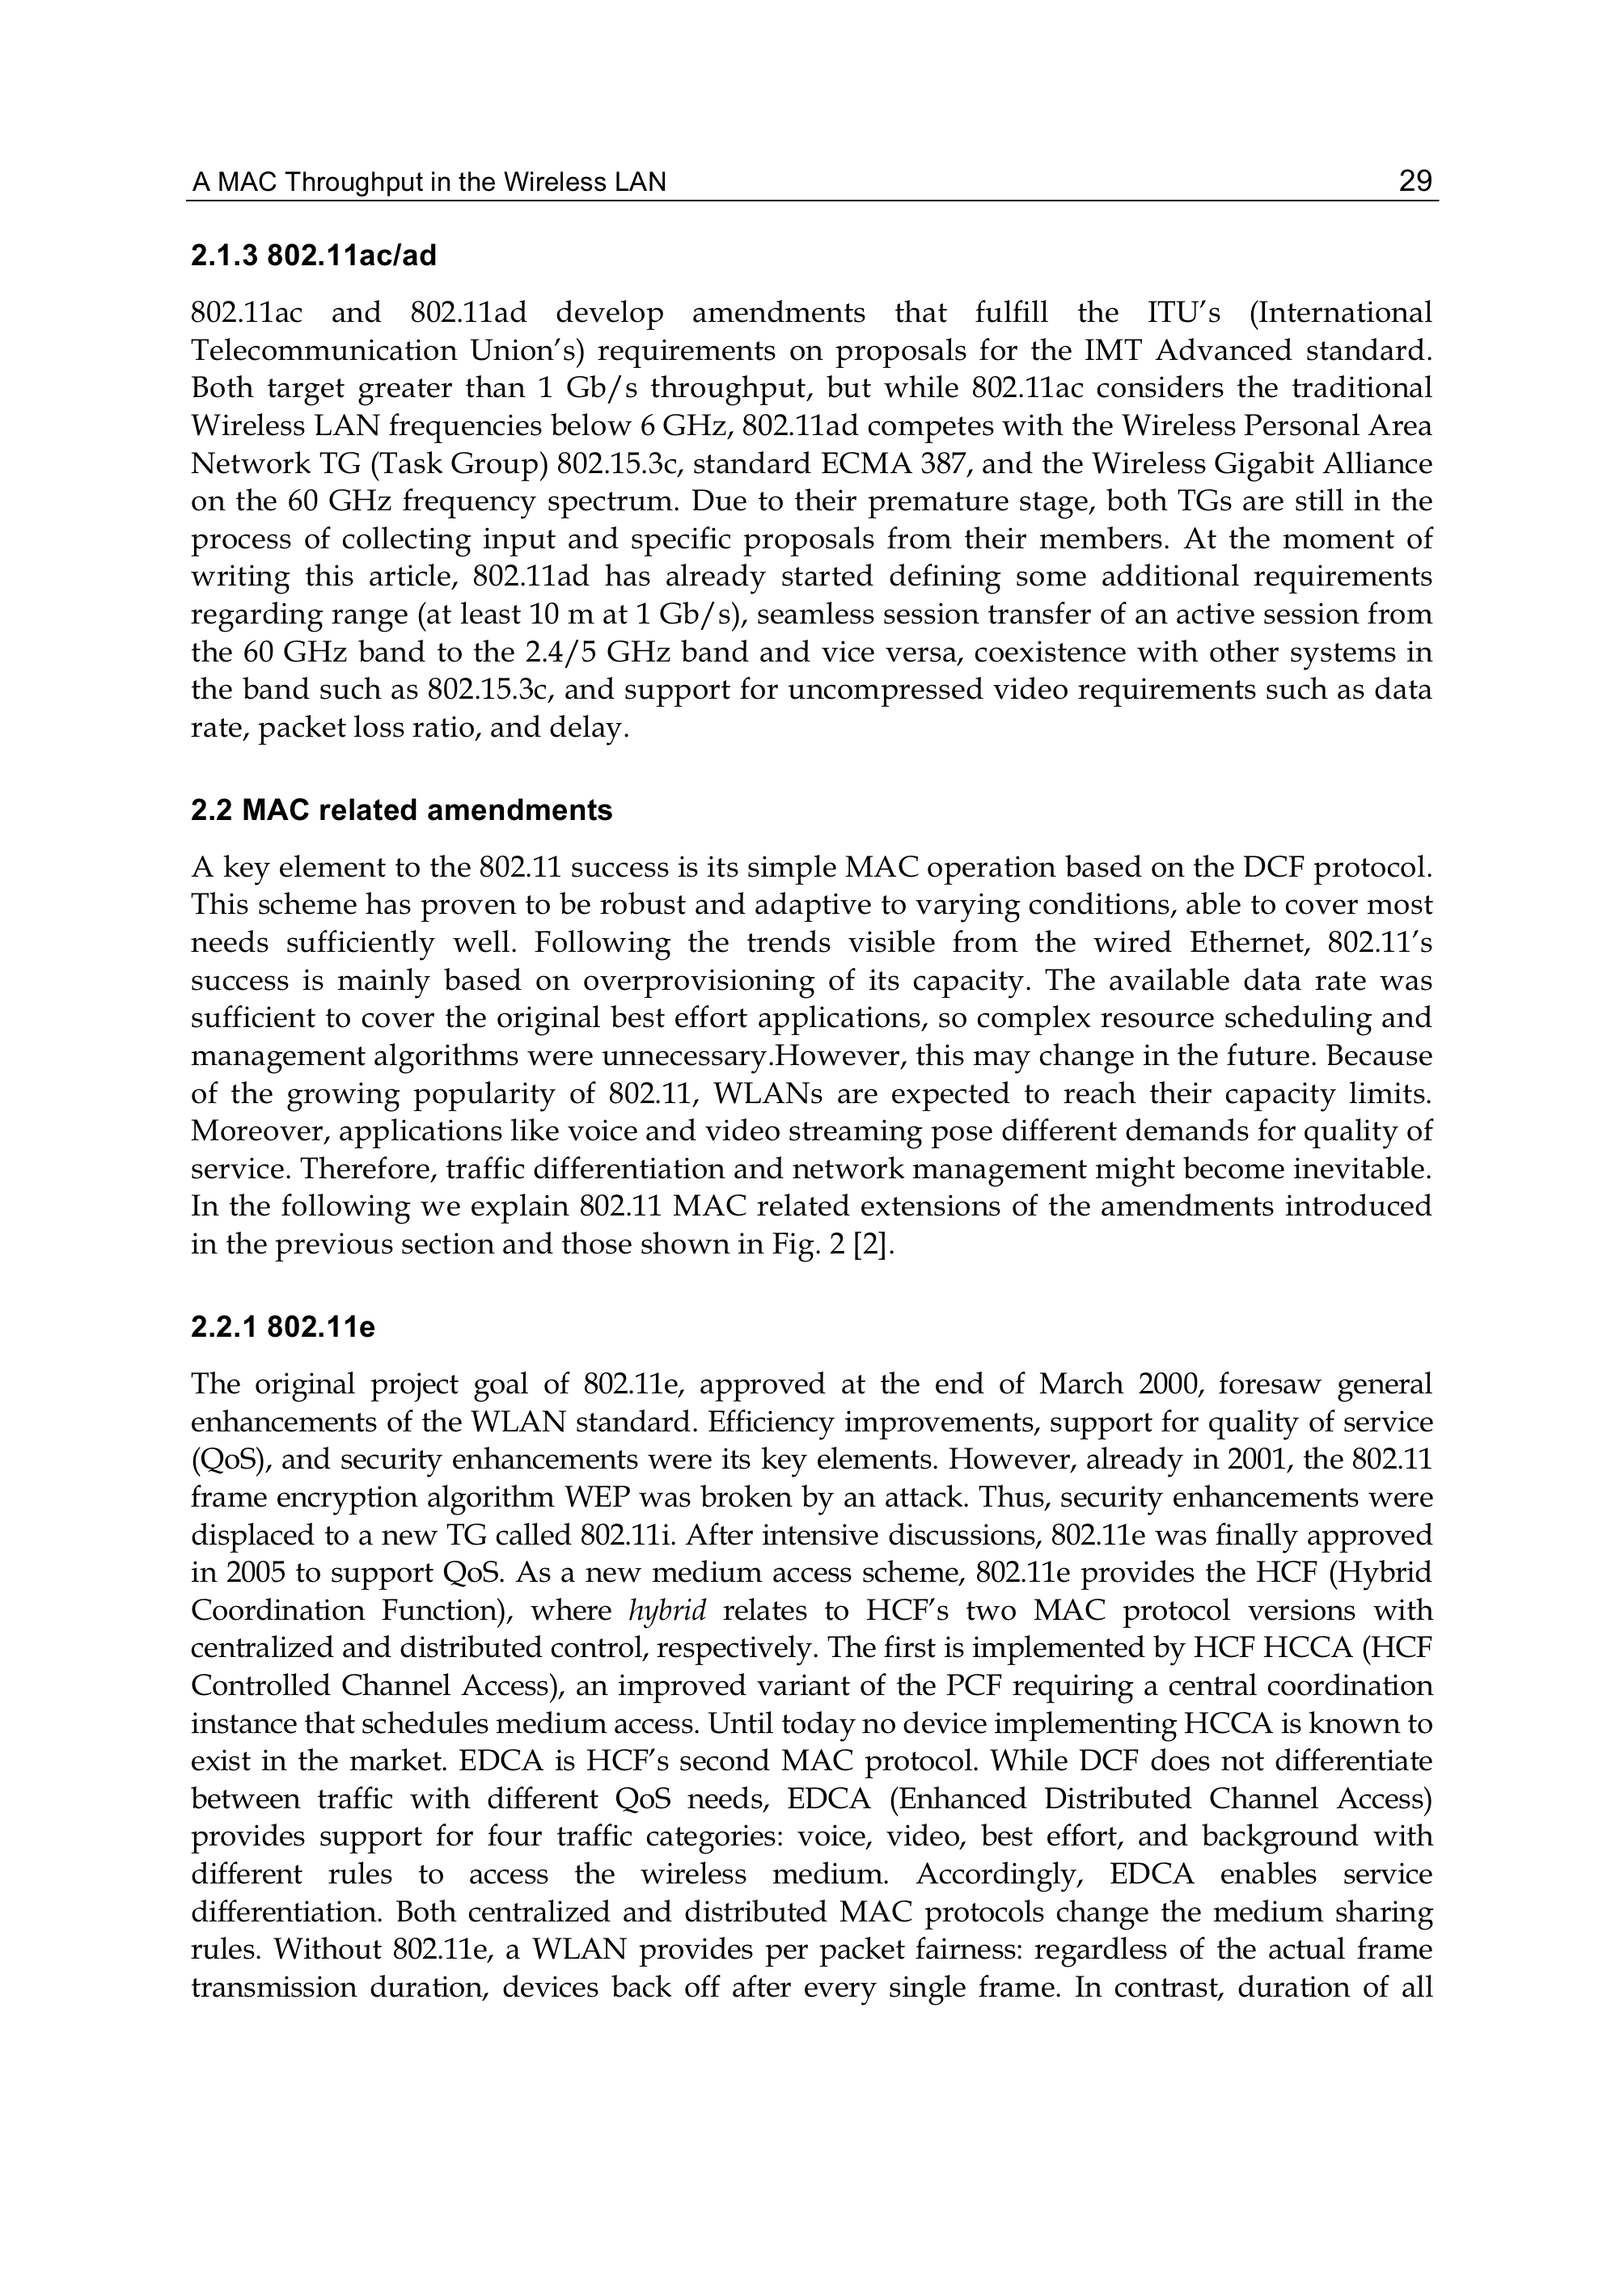 A MAC Throughput in the Wireless LAN 29
2.1.3 802.11ac/ad
802.11ac and 802.11ad develop amendments that fulfill the ITU’s (International
Telecommunication Union’s) requirements on proposals for the IMT Advanced standard.
Both target greater than 1 Gb/s throughput, but while 802.11ac considers the traditional
Wireless LAN frequencies below 6 GHz, 802.11ad competes with the Wireless Personal Area
Network TG (Task Group) 802.15.3c, standard ECMA 387, and the Wireless Gigabit Alliance
on the 60 GHz frequency spectrum. Due to their premature stage, both TGs are still in the
process of collecting input and specific proposals from their members. At the moment of
writing this article, 802.11ad has already started defining some additional requirements
regarding range (at least 10 m at 1 Gb/s), seamless session transfer of an active session from
the 60 GHz band to the 2.4/5 GHz band and vice versa, coexistence with other systems in
the band such as 802.15.3c, and support for uncompressed video requirements such as data
rate, packet loss ratio, and delay.
2.2 MAC related amendments
A key element to the 802.11 success is its simple MAC operation based on the DCF protocol.
This scheme has proven to be robust and adaptive to varying conditions, able to cover most
needs sufficiently well. Following the trends visible from the wired Ethernet, 802.11’s
success is mainly based on overprovisioning of its capacity. The available data rate was
sufficient to cover the original best effort applications, so complex resource scheduling and
management algorithms were unnecessary.However, this may change in the future. Because
of the growing popularity of 802.11, WLANs are expected to reach their capacity limits.
Moreover, applications like voice and video streaming pose different demands for quality of
service. Therefore, traffic differentiation and network management might become inevitable.
In the following we explain 802.11 MAC related extensions of the amendments introduced
in the previous section and those shown in Fig. 2 [2].
2.2.1 802.11e
The original project goal of 802.11e, approved at the end of March 2000, foresaw general
enhancements of the WLAN standard. Efficiency improvements, support for quality of service
(QoS), and security enhancements were its key elements. However, already in 2001, the 802.11
frame encryption algorithm WEP was broken by an attack. Thus, security enhancements were
displaced to a new TG called 802.11i. After intensive discussions, 802.11e was finally approved
in 2005 to support QoS. As a new medium access scheme, 802.11e provides the HCF (Hybrid
Coordination Function), where hybrid relates to HCF’s two MAC protocol versions with
centralized and distributed control, respectively. The first is implemented by HCF HCCA (HCF
Controlled Channel Access), an improved variant of the PCF requiring a central coordination
instance that schedules medium access. Until today no device implementing HCCA is known to
exist in the market. EDCA is HCF’s second MAC protocol. While DCF does not differentiate
between traffic with different QoS needs, EDCA (Enhanced Distributed Channel Access)
provides support for four traffic categories: voice, video, best effort, and background with
different rules to access the wireless medium. Accordingly, EDCA enables service
differentiation. Both centralized and distributed MAC protocols change the medium sharing
rules. Without 802.11e, a WLAN provides per packet fairness: regardless of the actual frame
transmission duration, devices back off after every single frame. In contrast, duration of all